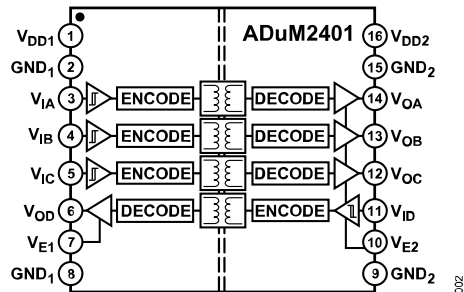 ADuM2401
V_DD1 1 16 V_DD2
GND_1 2 15 GND_2
V_IA 3 ENCODE DECODE 14 V_OA
V_IB 4 ENCODE DECODE 13 V_OB
V_IC 5 ENCODE DECODE 12 V_OC
V_OD 6 DECODE ENCODE 11 V_ID
V_E1 7 10 V_E2
GND_1 8 9 GND_2
002